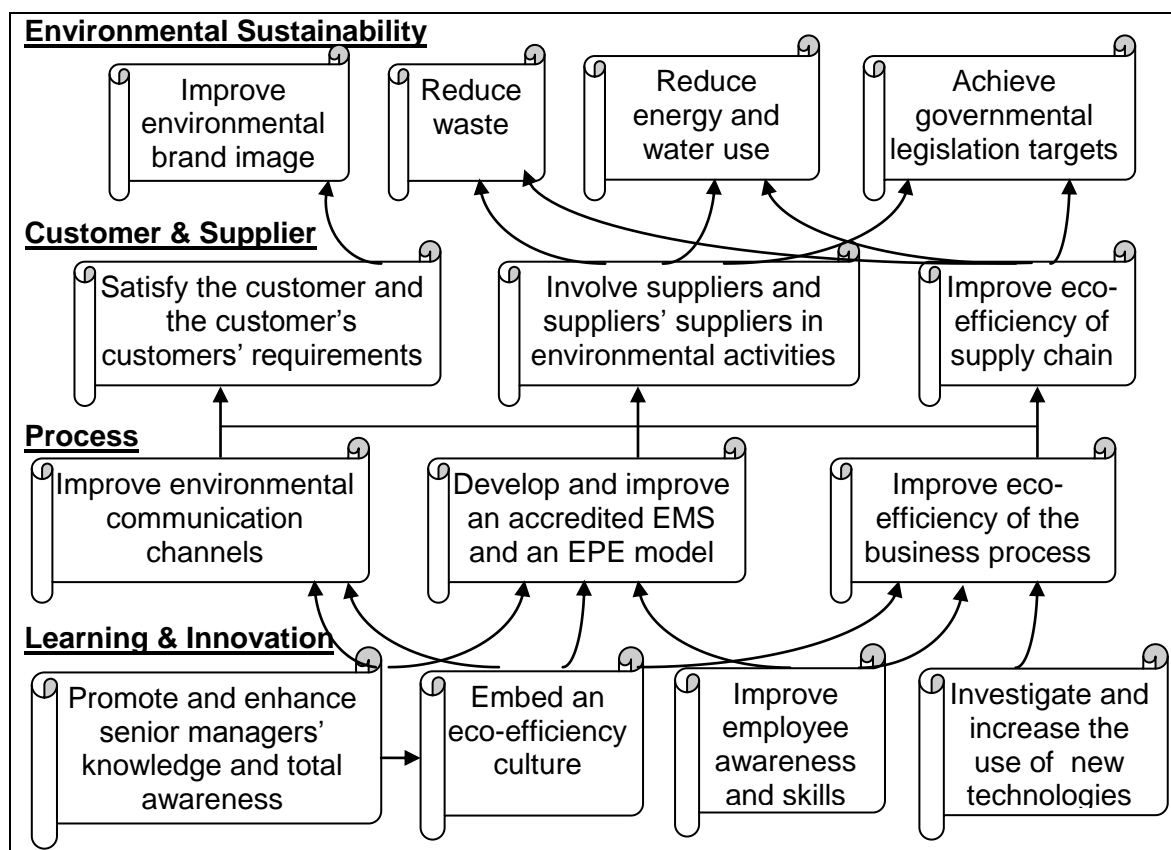 Environmental Sustainability
Improve
environmental
brand image
Reduce
waste
Reduce
energy and
water use
Achieve
governmental
legislation targets
Customer & Supplier
Satisfy the customer and
the customer’s
customers’ requirements
Involve suppliers and
suppliers’ suppliers in
environmental activities
Improve eco-
efficiency of
supply chain
Process
Improve environmental
communication
channels
Develop and improve
an accredited EMS
and an EPE model
Improve eco-
efficiency of the
business process
Learning & Innovation
Promote and enhance
senior managers’
knowledge and total
awareness
Embed an
eco-efficiency
culture
Improve
employee
awareness
and skills
Investigate and
increase the
use of  new
technologies